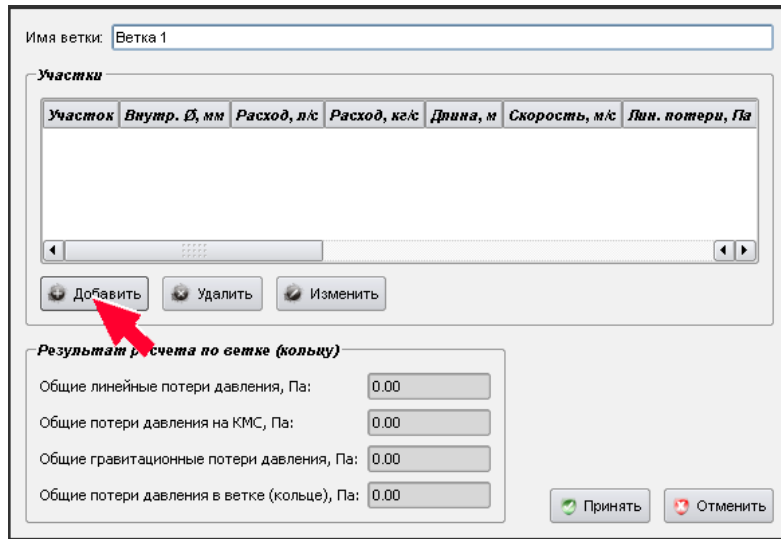 Имя ветки: Ветка 1
Участки
Участок Внутр. Ø, мм Расход, л/с Расход, кг/с Длина, м Скорость, м/с Лин. потери, Па
Добавить Удалить Изменить
Результат расчета по ветке (кольцу)
Общие линейные потери давления, Па: 0.00
Общие потери давления на КМС, Па: 0.00
Общие гравитационные потери давления, Па: 0.00
Общие потери давления в ветке (кольце), Па: 0.00
Принять Отменить